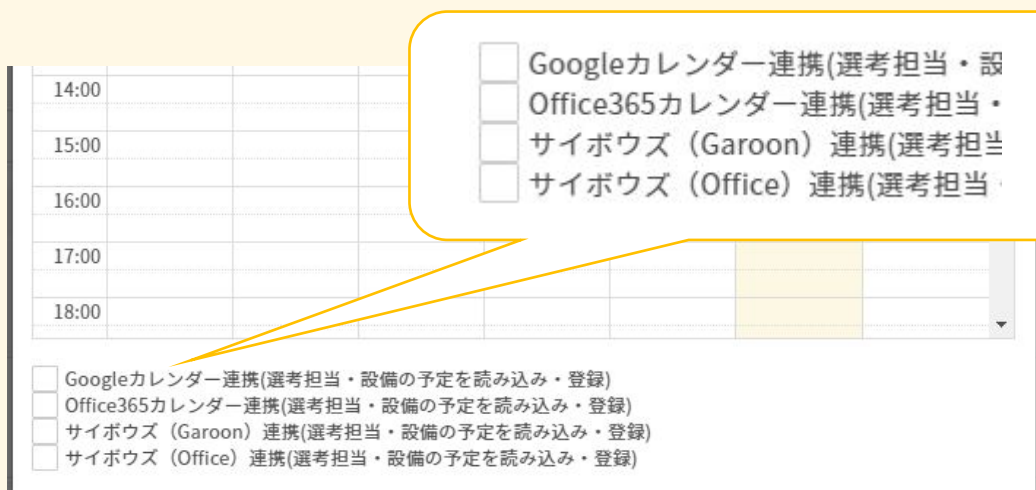 Googleカレンダー連携(選考担当・設
Office365カレンダー連携(選考担当・
サイボウズ（Garoon）連携(選考担当
サイボウズ（Office）連携(選考担当・
14:00
15:00
16:00
17:00
18:00
Googleカレンダー連携(選考担当・設備の予定を読み込み・登録)
Office365カレンダー連携(選考担当・設備の予定を読み込み・登録)
サイボウズ（Garoon）連携(選考担当・設備の予定を読み込み・登録)
サイボウズ（Office）連携(選考担当・設備の予定を読み込み・登録)